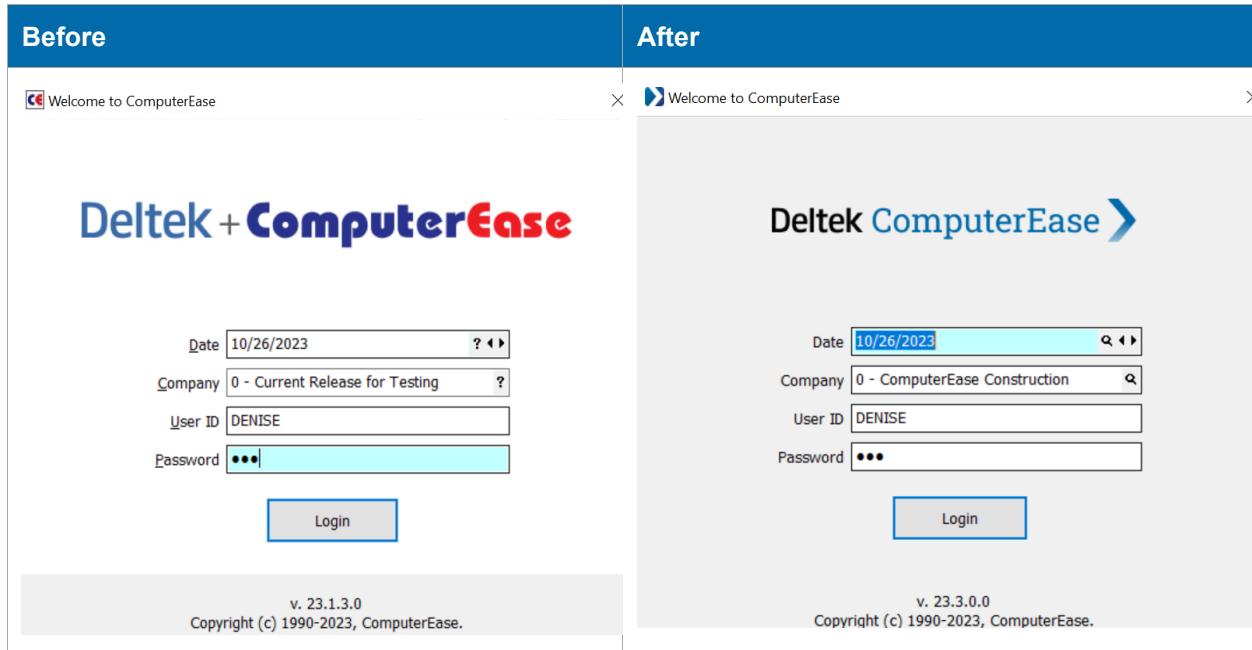 Before
After
CE Welcome to ComputerEase
Welcome to ComputerEase
Deltek + ComputerEase
Date 10/26/2023 ?
Company 0 - Current Release for Testing ?
User ID DENISE
Password •••
Login
v. 23.1.3.0
Copyright (c) 1990-2023, ComputerEase.
Deltek ComputerEase
Date 10/26/2023
Company 0 - ComputerEase Construction
User ID DENISE
Password •••
Login
v. 23.3.0.0
Copyright (c) 1990-2023, ComputerEase.